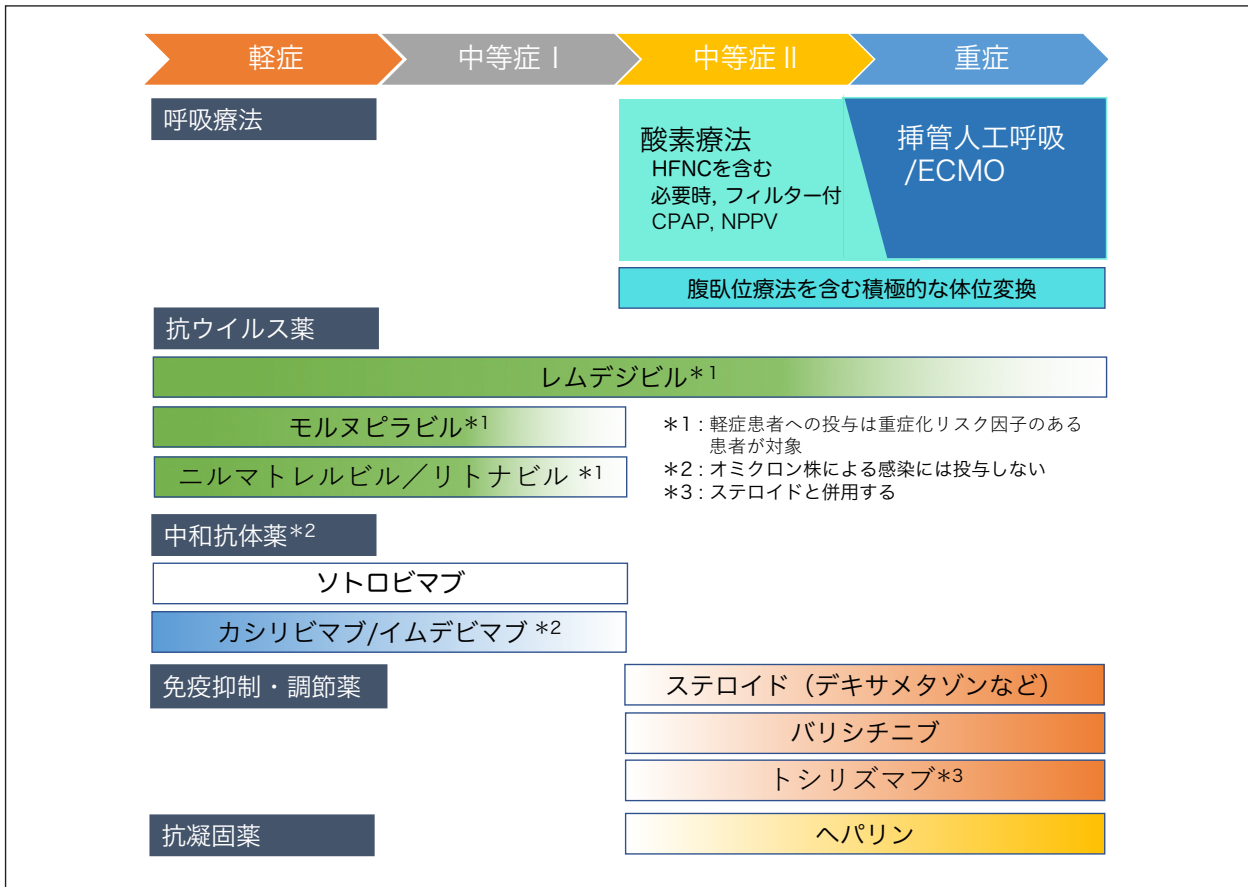 軽症
中等症Ⅰ
中等症Ⅱ
重症
呼吸療法
酸素療法
HFNCを含む
必要時, フィルター付
CPAP, NPPV
挿管人工呼吸
/ECMO
腹臥位療法を含む積極的な体位変換
抗ウイルス薬
レムデジビル*1
モルヌピラビル*1
ニルマトレルビル／リトナビル *1
*1：軽症患者への投与は重症化リスク因子のある
患者が対象
*2：オミクロン株による感染には投与しない
*3：ステロイドと併用する
中和抗体薬*2
ソトロビマブ
カシリビマブ/イムデビマブ *2
免疫抑制・調節薬
ステロイド（デキサメタゾンなど）
バリシチニブ
トシリズマブ*3
抗凝固薬
ヘパリン